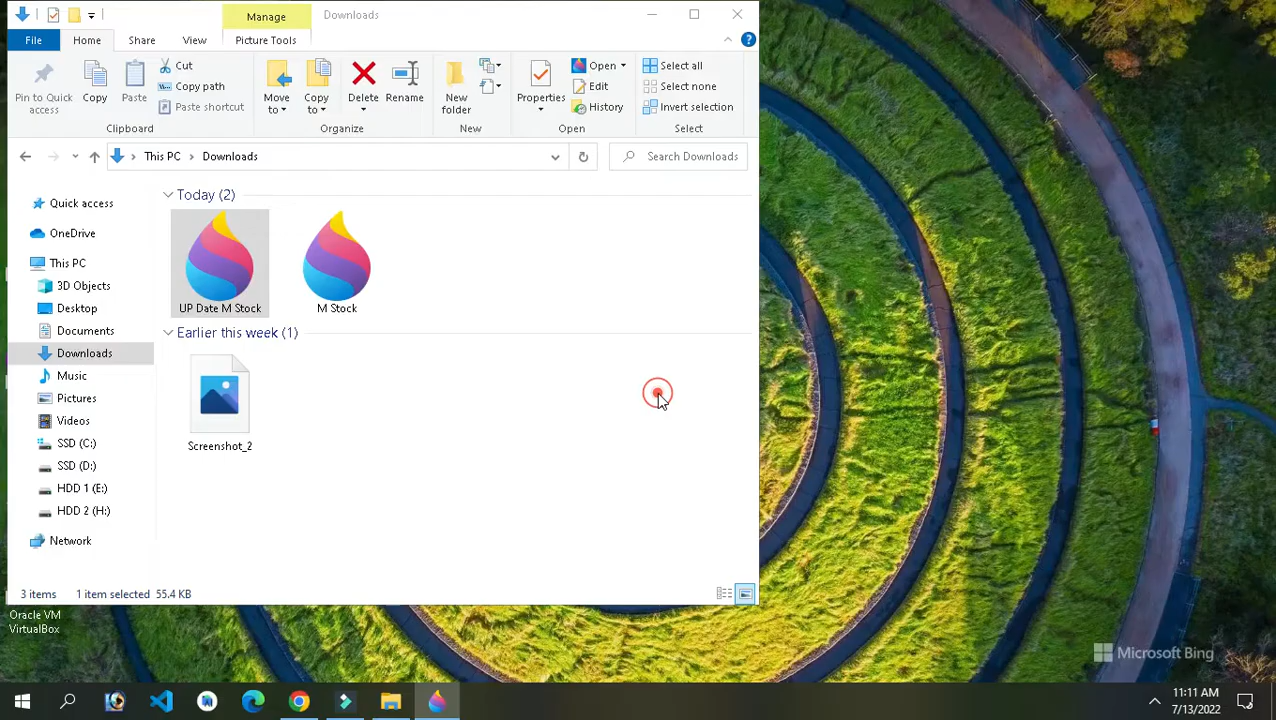 Manage
Downloads
File
Home
Share
View
Picture Tools
Pin to Quick
access
Copy
Paste
Cut
Copy path
Paste shortcut
Move
to
Copy
to
Delete
Rename
New
folder
Properties
Open
Edit
History
Select all
Select none
Invert selection
Clipboard
Organize
New
Open
Select
This PC
Downloads
Search Downloads
Quick access
OneDrive
This PC
3D Objects
Desktop
Documents
Downloads
Music
Pictures
Videos
SSD (C:)
SSD (D:)
HDD 1 (E:)
HDD 2 (H:)
Network
Today (2)
UP Date M Stock
M Stock
Earlier this week (1)
Screenshot_2
3 items
1 item selected 55.4 KB
Oracle VM
VirtualBox
Microsoft Bing
11:11 AM
7/13/2022